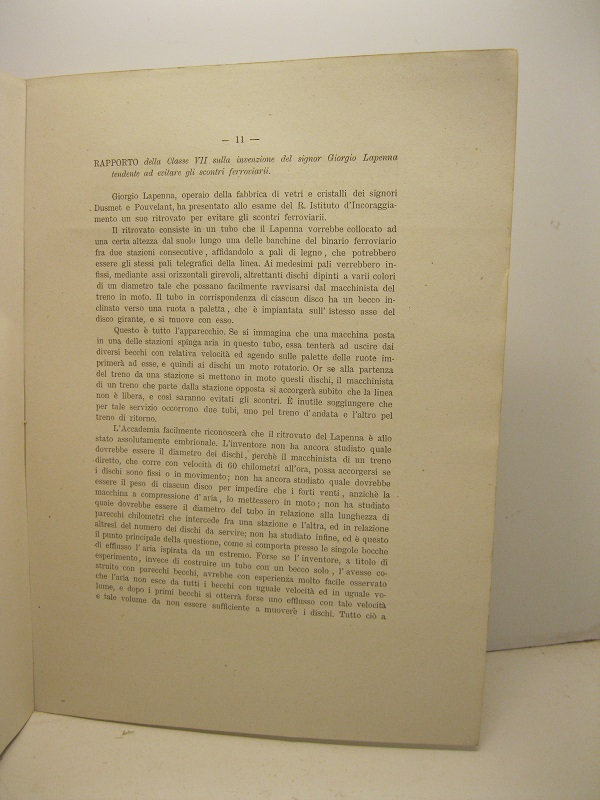 — 11 —
RAPPORTO della Classe VII sulla invenzione del signor Giorgio Lapenna
tendente ad evitare gli scontri ferroviarii.
Giorgio Lapenna, operaio della fabbrica di vetri e cristalli dei signori
Dusmet e Pouvelant, ha presentato allo esame del R. Istituto d'Incoraggia-
mento un suo ritrovato per evitare gli scontri ferroviarii.
Il ritrovato consiste in un tubo che il Lapenna vorrebbe collocato ad
una certa altezza dal suolo lungo una delle banchine del binario ferroviario
fra due stazioni consecutive, affidandolo a pali di legno, che potrebbero
essere gli stessi pali telegrafici della linea. Ai medesimi pali verrebbero in-
fissi, mediante assi orizzontali girevoli, altrettanti dischi dipinti a varii colori
di un diametro tale che possano facilmente ravvisarsi dal macchinista del
treno in moto. Il tubo in corrispondenza di ciascun disco ha un becco in-
clinato verso una ruota a paletta, che è impiantata sull' istesso asse del
disco girante, e si muove con esso.
Questo è tutto l'apparecchio. Se si immagina che una macchina posta
in una delle stazioni spinga aria in questo tubo, essa tenterà ad uscire dai
diversi becchi con relativa velocità ed agendo sulle palette delle ruote im-
primerà ad esse, e quindi ai dischi un moto rotatorio. Or se alla partenza
del treno da una stazione si mettono in moto questi dischi, il macchinista
di un treno che parte dalla stazione opposta si accorgerà subito che la linea
non è libera, e così saranno evitati gli scontri. È inutile soggiungere che
per tale servizio occorrono due tubi, uno pel treno d'andata e l'altro pel
treno di ritorno.
L'Accademia facilmente riconoscerà che il ritrovato del Lapenna è allo
stato assolutamente embrionale. L'inventore non ha ancora studiato quale
dovrebbe essere il diametro dei dischi, perchè il macchinista di un treno
diretto, che corre con velocità di 60 chilometri all'ora, possa accorgersi se
i dischi sono fissi o in movimento; non ha ancora studiato quale dovrebbe
essere il peso di ciascun disco per impedire che i forti venti, anzichè la
macchina a compressione d'aria, lo mettessero in moto; non ha studiato
quale dovrebbe essere il diametro del tubo in relazione alla lunghezza di
parecchi chilometri che intercede fra una stazione e l'altra, ed in relazione
altresì del numero dei dischi da servire; non ha studiato infine, ed è questo
il punto principale della questione, come si comporta presso le singole bocche
di efflusso l'aria ispirata da un estremo. Forse se l'inventore, a titolo di
esperimento, invece di costruire un tubo con un becco solo, l'avesse co-
struito con parecchi becchi, avrebbe con esperienza molto facile osservato
che l'aria non esce da tutti i becchi con uguale velocità ed in uguale vo-
lume, e dopo i primi becchi si otterrà forse uno efflusso con tale velocità
e tale volume da non essere sufficiente a muovere i dischi. Tutto ciò a